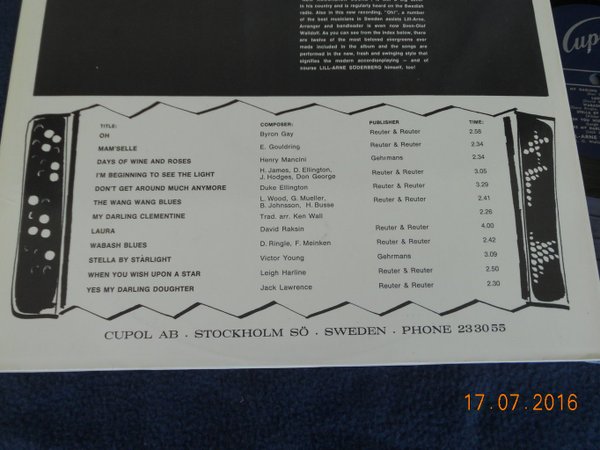 in his country and is regularly heard on the Swedish
radio. Also in this new recording, "Oh!", a number
of the best musicians in Sweden assists Lill-Arne.
Arranger and bandleader is even now Sven-Olof
Walldoff. As you can see from the index below, there
are twelve of the most beloved evergreens ever
made included in the album and the songs are
performed in the new, fresh and swinging style that
signifies the modern accordeonplaying – and of
course LILL-ARNE SÖDERBERG himself, too!
Cupol
TITLE: COMPOSER: PUBLISHER TIME:
OH Byron Gay Reuter & Reuter 2.58
MAM'SELLE E. Gouldring Reuter & Reuter 2.34
DAYS OF WINE AND ROSES Henry Mancini Gehrmans 2.34
I'M BEGINNING TO SEE THE LIGHT H. James, D. Ellington, J. Hodges, Don George Reuter & Reuter 3.05
DON'T GET AROUND MUCH ANYMORE Duke Ellington Reuter & Reuter 3.29
THE WANG WANG BLUES L. Wood, G. Mueller, B. Johnsson, H. Busse Reuter & Reuter 2.41
MY DARLING CLEMENTINE Trad. arr. Ken Wall 2.26
LAURA David Raksin Reuter & Reuter 4.00
WABASH BLUES D. Ringle, F. Meinken Reuter & Reuter 2.42
STELLA BY STARLIGHT Victor Young Gehrmans 3.09
WHEN YOU WISH UPON A STAR Leigh Harline Reuter & Reuter 2.50
YES MY DARLING DOUGHTER Jack Lawrence Reuter & Reuter 2.30
CUPOL AB · STOCKHOLM SÖ · SWEDEN · PHONE 233055
17.07.2016